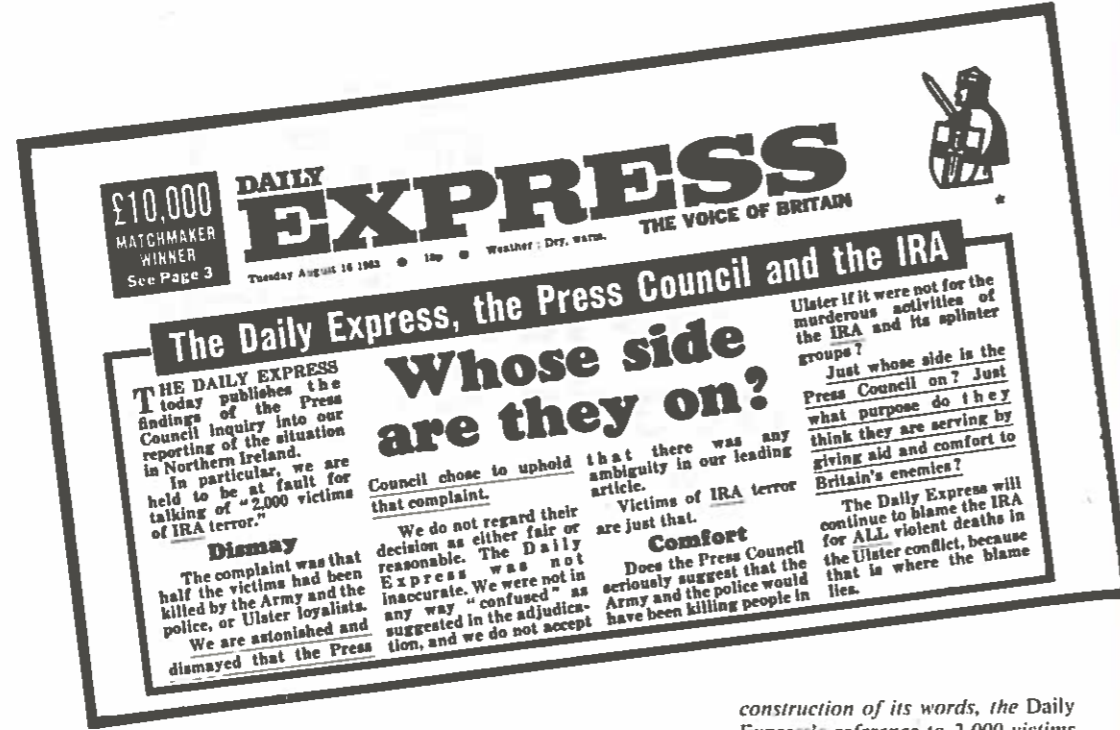 £10,000
MATCHMAKER
WINNER
See Page 3
DAILY
EXPRESS
THE VOICE OF BRITAIN
Tuesday August 16 1983 ● 18p ● Weather : Dry, warm.
The Daily Express, the Press Council and the IRA
Whose side
are they on?
THE DAILY EXPRESS
today publishes the
findings of the Press
Council inquiry into our
reporting of the situation
in Northern Ireland.
In particular, we are
held to be at fault for
talking of "2,000 victims
of IRA terror."
Dismay
The complaint was that
half the victims had been
killed by the Army and the
police, or Ulster loyalists.
We are astonished and
dismayed that the Press
Council chose to uphold
that complaint.
We do not regard their
decision as either fair or
reasonable. The Daily
Express was not
inaccurate. We were not in
any way "confused" as
suggested in the adjudica-
tion, and we do not accept
that there was any
ambiguity in our leading
article.
Victims of IRA terror
are just that.
Comfort
Does the Press Council
seriously suggest that the
Army and the police would
have been killing people in
Ulster if it were not for the
murderous activities of
the IRA and its splinter
groups?
Just whose side is the
Press Council on? Just
what purpose do they
think they are serving by
giving aid and comfort to
Britain's enemies?
The Daily Express will
continue to blame the IRA
for ALL violent deaths in
the Ulster conflict, because
that is where the blame
lies.
construction of its words, the Daily
Express's reference to 2,000 victims